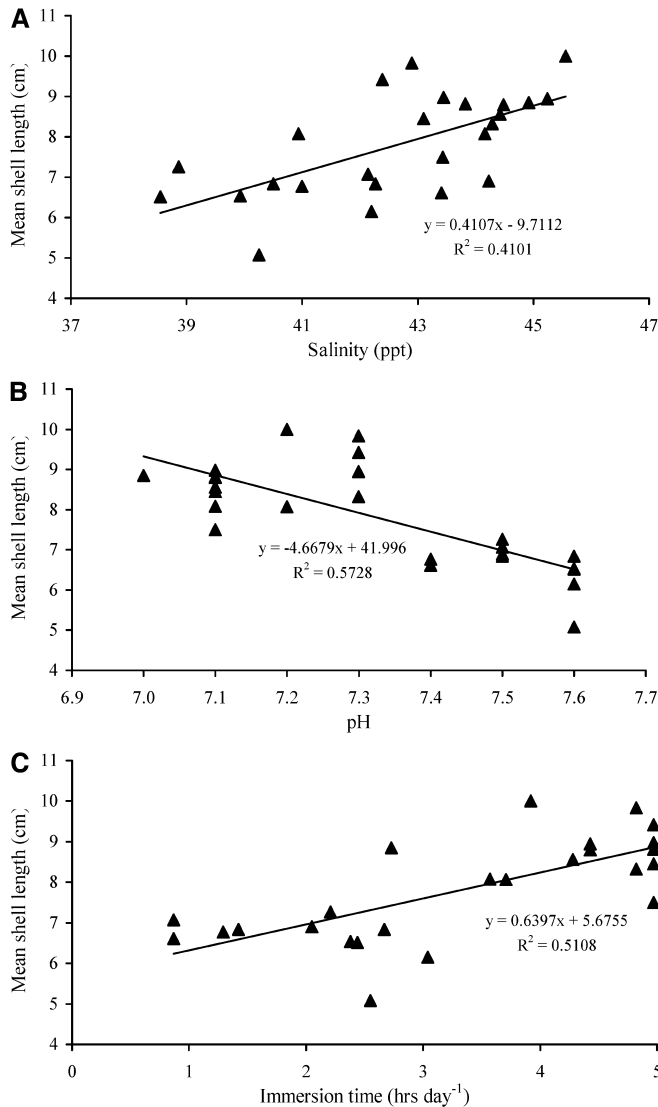 A
11
10
9
8
7
6
5
4
Mean shell length (cm)
y = 0.4107x - 9.7112
R² = 0.4101
37 39 41 43 45 47
Salinity (ppt)
B
11
10
9
8
7
6
5
4
Mean shell length (cm)
y = -4.6679x + 41.996
R² = 0.5728
6.9 7.0 7.1 7.2 7.3 7.4 7.5 7.6 7.7
pH
C
11
10
9
8
7
6
5
4
Mean shell length (cm)
y = 0.6397x + 5.6755
R² = 0.5108
0 1 2 3 4 5
Immersion time (hrs day⁻¹)